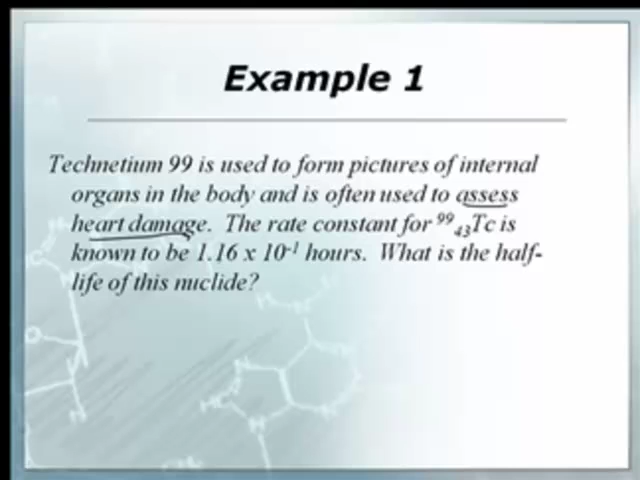 Example 1
Technetium 99 is used to form pictures of internal
organs in the body and is often used to assess
heart damage. The rate constant for ⁹⁹₄₃Tc is
known to be 1.16 x 10⁻¹ hours. What is the half-
life of this nuclide?